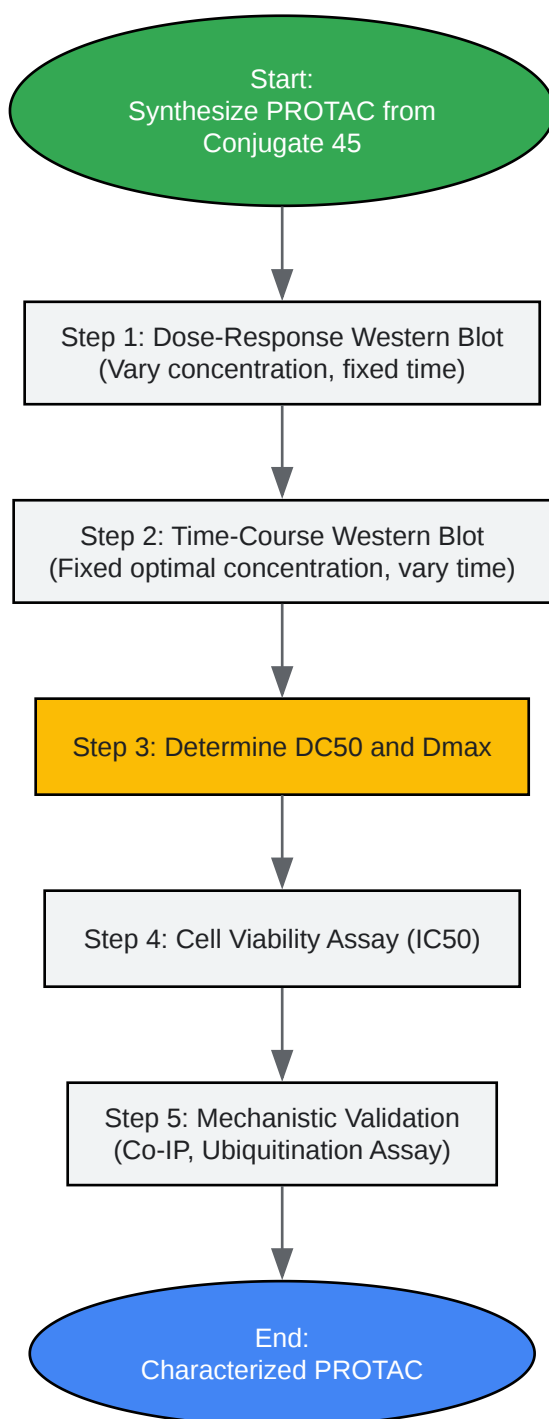 Start:
Synthesize PROTAC from
Conjugate 45
Step 1: Dose-Response Western Blot
(Vary concentration, fixed time)
Step 2: Time-Course Western Blot
(Fixed optimal concentration, vary time)
Step 3: Determine DC50 and Dmax
Step 4: Cell Viability Assay (IC50)
Step 5: Mechanistic Validation
(Co-IP, Ubiquitination Assay)
End:
Characterized PROTAC